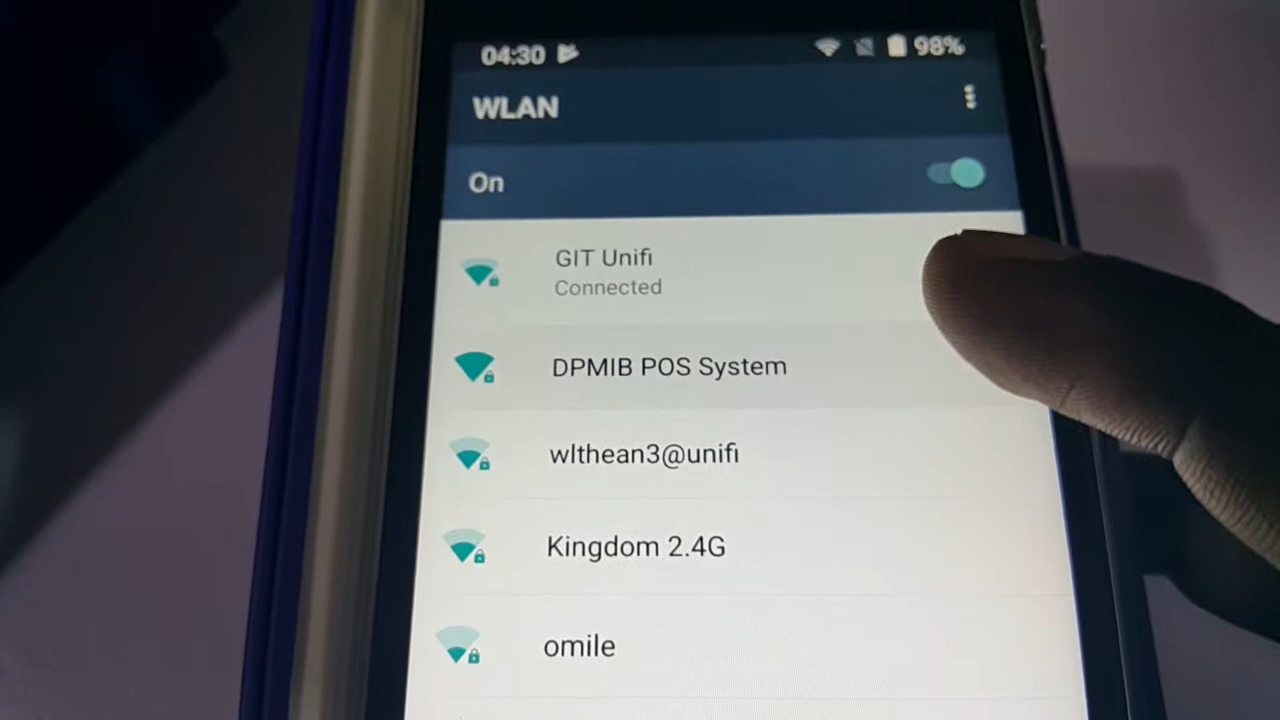 04:30 98%
WLAN
On
GIT Unifi
Connected
DPMIB POS System
wlthean3@unifi
Kingdom 2.4G
omile